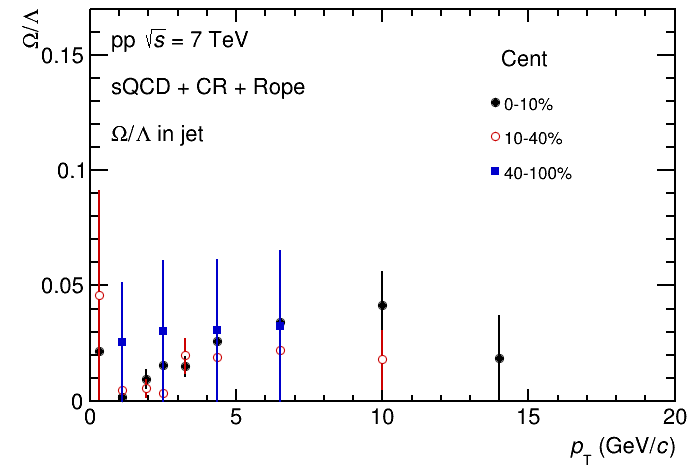 Ω/Λ
pp √s = 7 TeV
sQCD + CR + Rope
Ω/Λ in jet
Cent
0-10%
10-40%
40-100%
0.15
0.1
0.05
0
0 5 10 15 20
p_T (GeV/c)